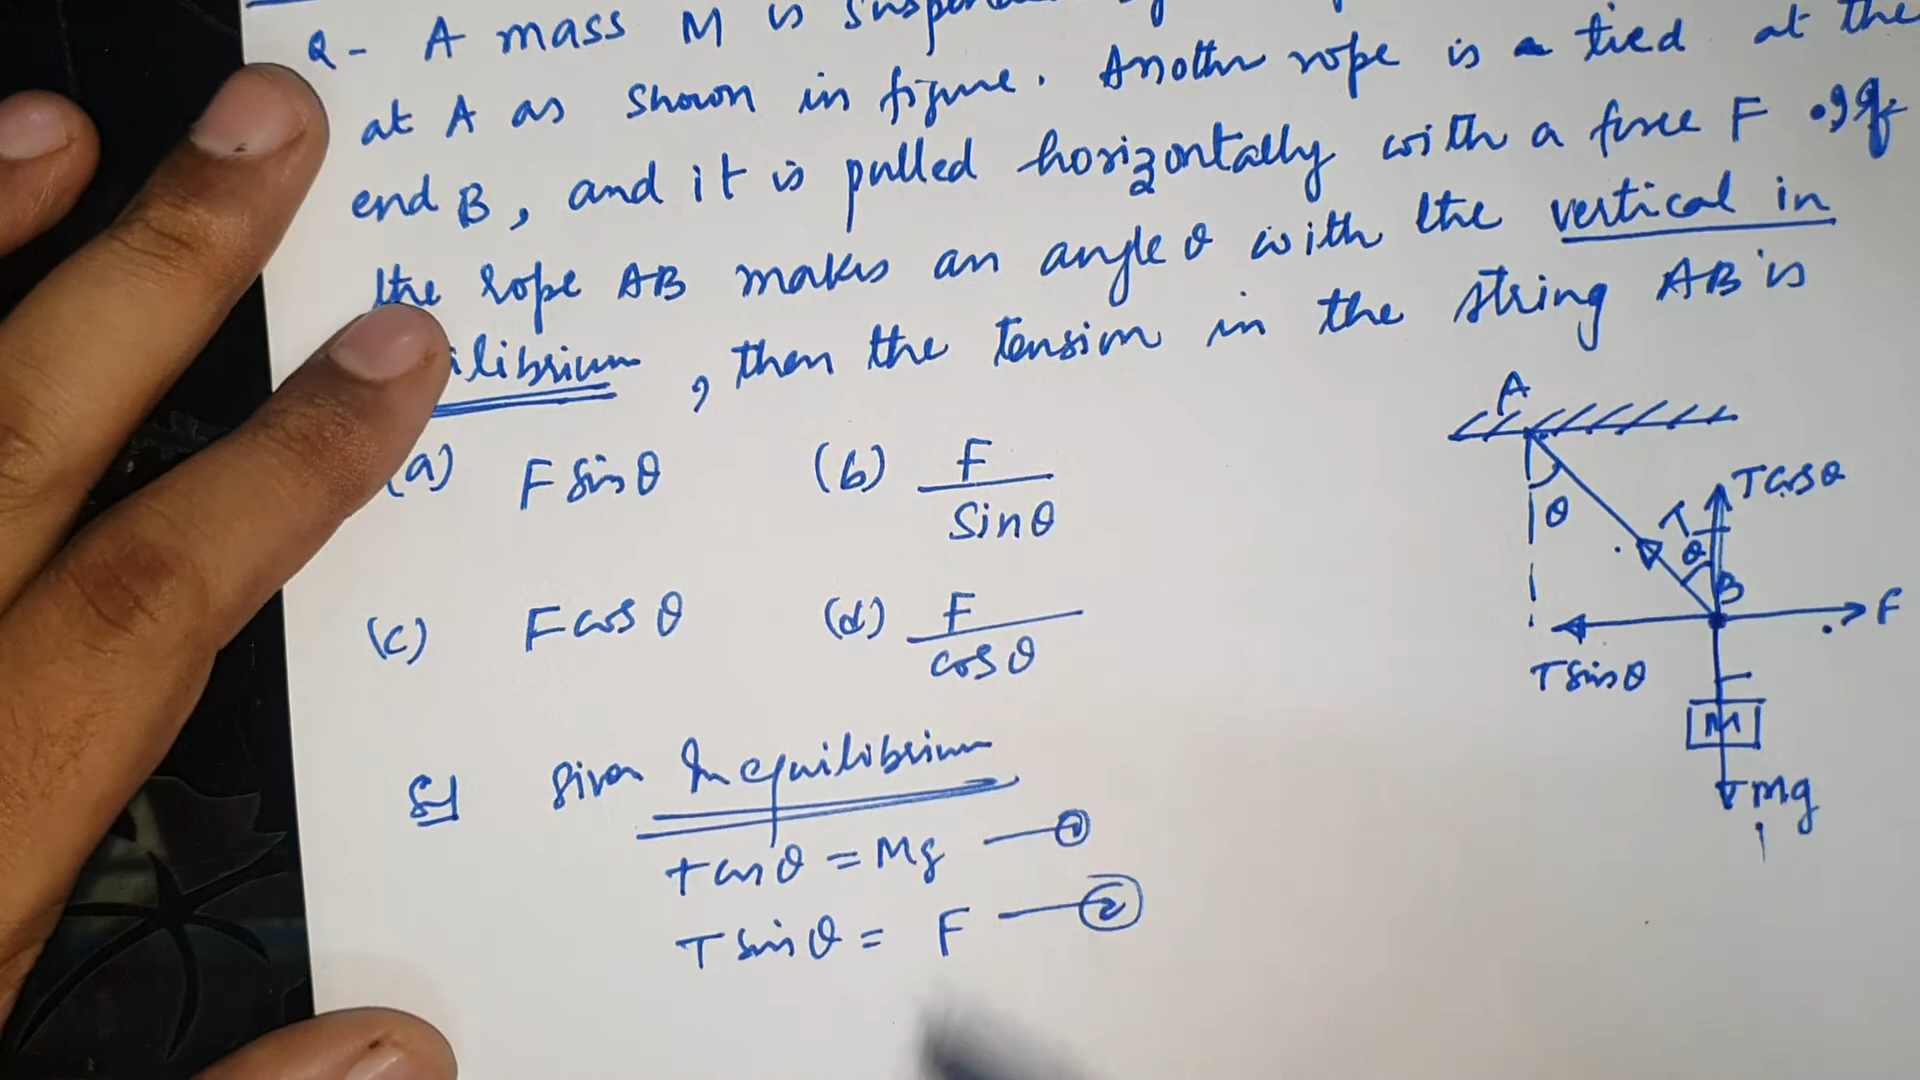 Q - A mass M is
at A as shown in figure. Another rope is a tied at the
end B, and it is pulled horizontally with a force F. If
the rope AB makes an angle θ with the vertical in
ilibrium, then the tension in the string AB is
(a) F sin θ (b) F / Sin θ
(c) F cos θ (d) F / cos θ
A
θ
T cos θ
T
θ
B
F
T sin θ
M
mg
Sol Given In equilibrium
T cos θ = Mg — 1
T sin θ = F — 2